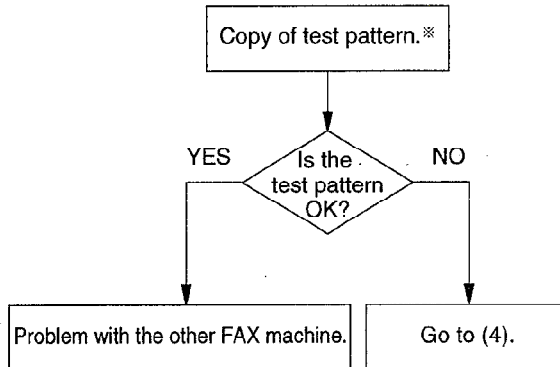 Copy of test pattern.※
YES
Is the
test pattern
OK?
NO
Problem with the other FAX machine.
Go to (4).